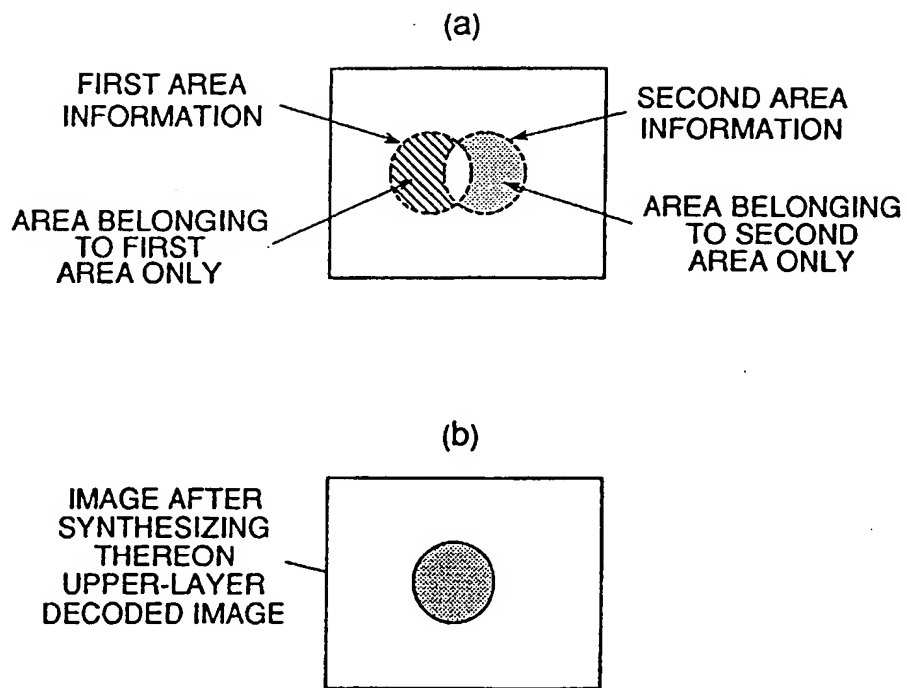 (a)
FIRST AREA
INFORMATION
SECOND AREA
INFORMATION
AREA BELONGING
TO FIRST
AREA ONLY
AREA BELONGING
TO SECOND
AREA ONLY
(b)
IMAGE AFTER
SYNTHESIZING
THEREON
UPPER-LAYER
DECODED IMAGE